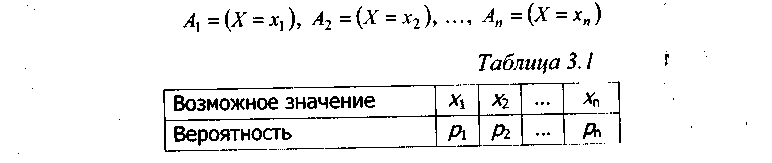 A₁ = (X = x₁), A₂ = (X = x₂), ..., Aₙ = (X = xₙ)
Таблица 3.1
Возможное значение x₁ x₂ ... xₙ
Вероятность p₁ p₂ ... pₙ